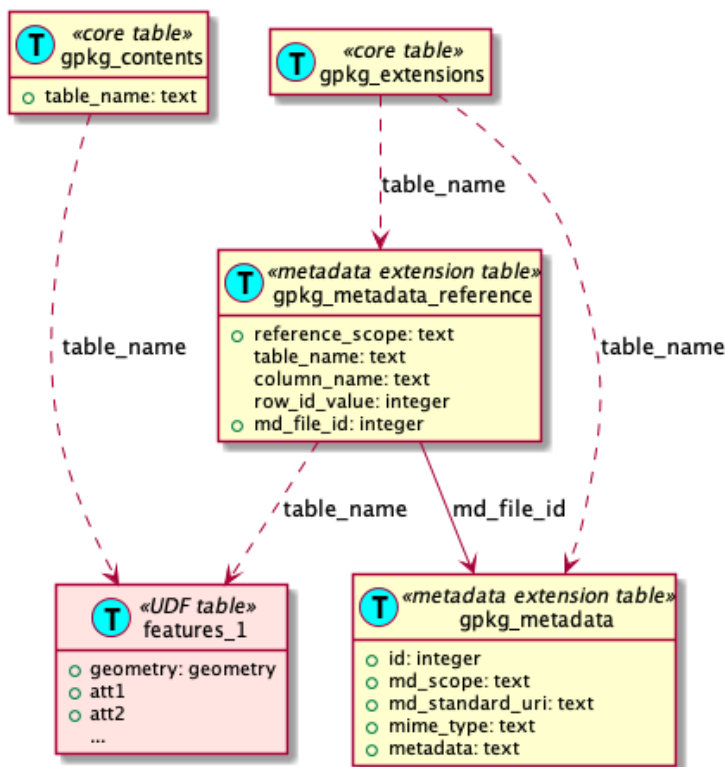 T
«core table»
gpkg_contents
table_name: text
T
«core table»
gpkg_extensions
table_name
T
«metadata extension table»
gpkg_metadata_reference
reference_scope: text
table_name: text
column_name: text
row_id_value: integer
md_file_id: integer
table_name
table_name
table_name
md_file_id
T
«UDF table»
features_1
geometry: geometry
att1
att2
...
T
«metadata extension table»
gpkg_metadata
id: integer
md_scope: text
md_standard_uri: text
mime_type: text
metadata: text